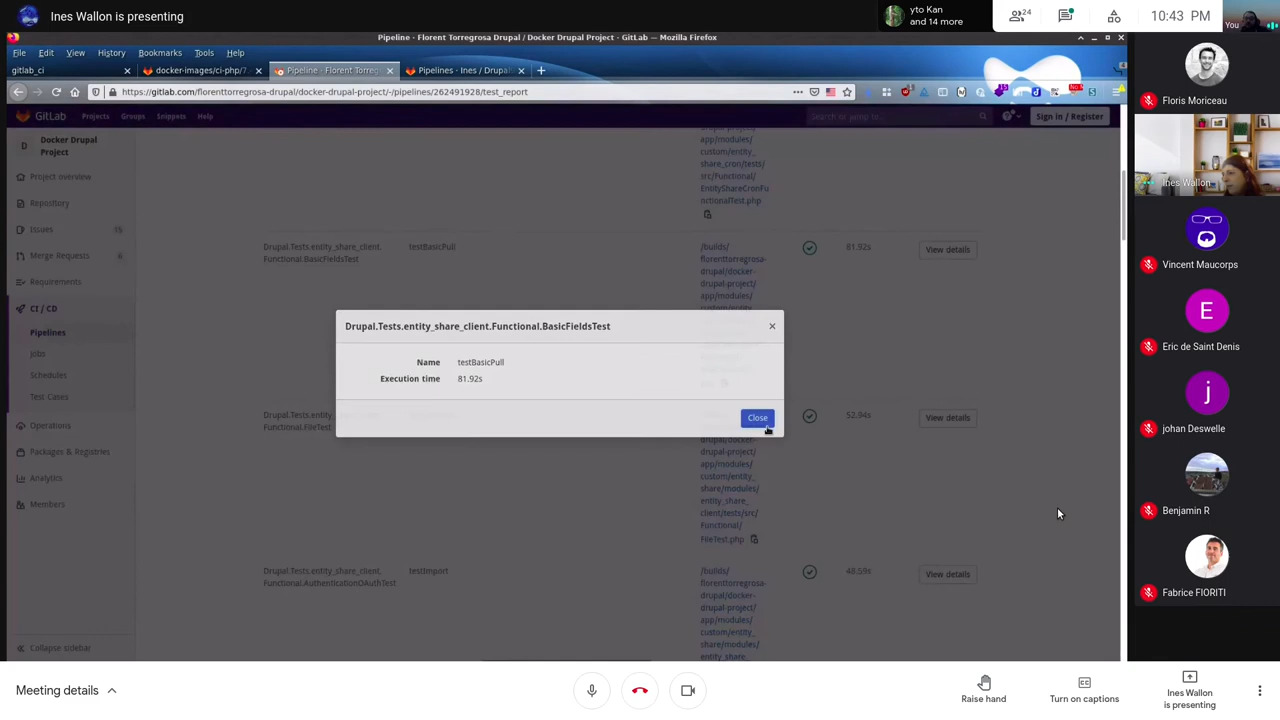 Ines Wallon is presenting
yto Kan
and 14 more
24
10:43 PM
You
Pipeline · Florent Torregrosa Drupal / Docker Drupal Project · GitLab — Mozilla Firefox
File Edit View History Bookmarks Tools Help
gitlab_ci
docker-images/ci-php/7
Pipeline · Florent Torreg
Pipelines · Ines / Drupal
https://gitlab.com/florenttorregrosa-drupal/docker-drupal-project/-/pipelines/262491928/test_report
GitLab Projects Groups Snippets Help
Search or jump to...
Sign in / Register
D
Docker Drupal
Project
Project overview
Repository
Issues 15
Merge Requests 6
Requirements
CI / CD
Pipelines
Jobs
Schedules
Test Cases
Operations
Packages & Registries
Analytics
Members
Collapse sidebar
drupal-project/
app/modules/
custom/entity_
share_cron/tests/
src/Functional/
EntityShareCronFu
nctionalTest.php
Drupal.Tests.entity_share_client.
Functional.BasicFieldsTest
testBasicPull
/builds/
florenttorregrosa-
drupal/docker-
drupal-project/
app/modules/
custom/entity_
81.92s
View details
Drupal.Tests.entity_share_client.Functional.BasicFieldsTest
Name testBasicPull
Execution time 81.92s
Close
Drupal.Tests.entity_
Functional.FileTest
52.94s
View details
drupal/docker-
drupal-project/
app/modules/
custom/entity_
share/modules/
entity_share_
client/tests/src/
Functional/
FileTest.php
Drupal.Tests.entity_share_client.
Functional.AuthenticationOAuthTest
testImport
/builds/
florenttorregrosa-
drupal/docker-
drupal-project/
app/modules/
custom/entity_
share/modules/
entity_share_
48.59s
View details
Floris Moriceau
Ines Wallon
Vincent Maucorps
E
Eric de Saint Denis
j
johan Deswelle
Benjamin R
Fabrice FIORITI
Meeting details
Raise hand
Turn on captions
Ines Wallon
is presenting